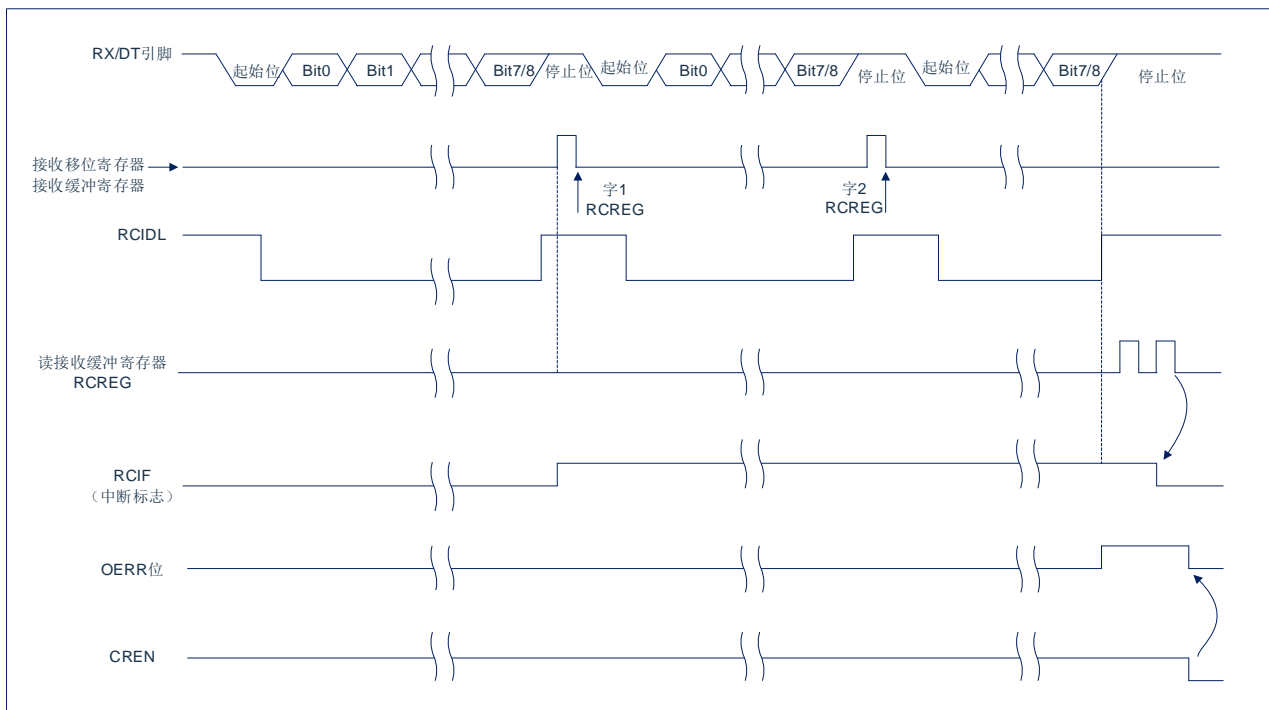 RX/DT引脚
起始位 Bit0 Bit1 Bit7/8 停止位 起始位 Bit0 Bit7/8 停止位 起始位 Bit7/8 停止位
接收移位寄存器
接收缓冲寄存器
字1
RCREG
字2
RCREG
RCIDL
读接收缓冲寄存器
RCREG
RCIF
（中断标志）
OERR位
CREN